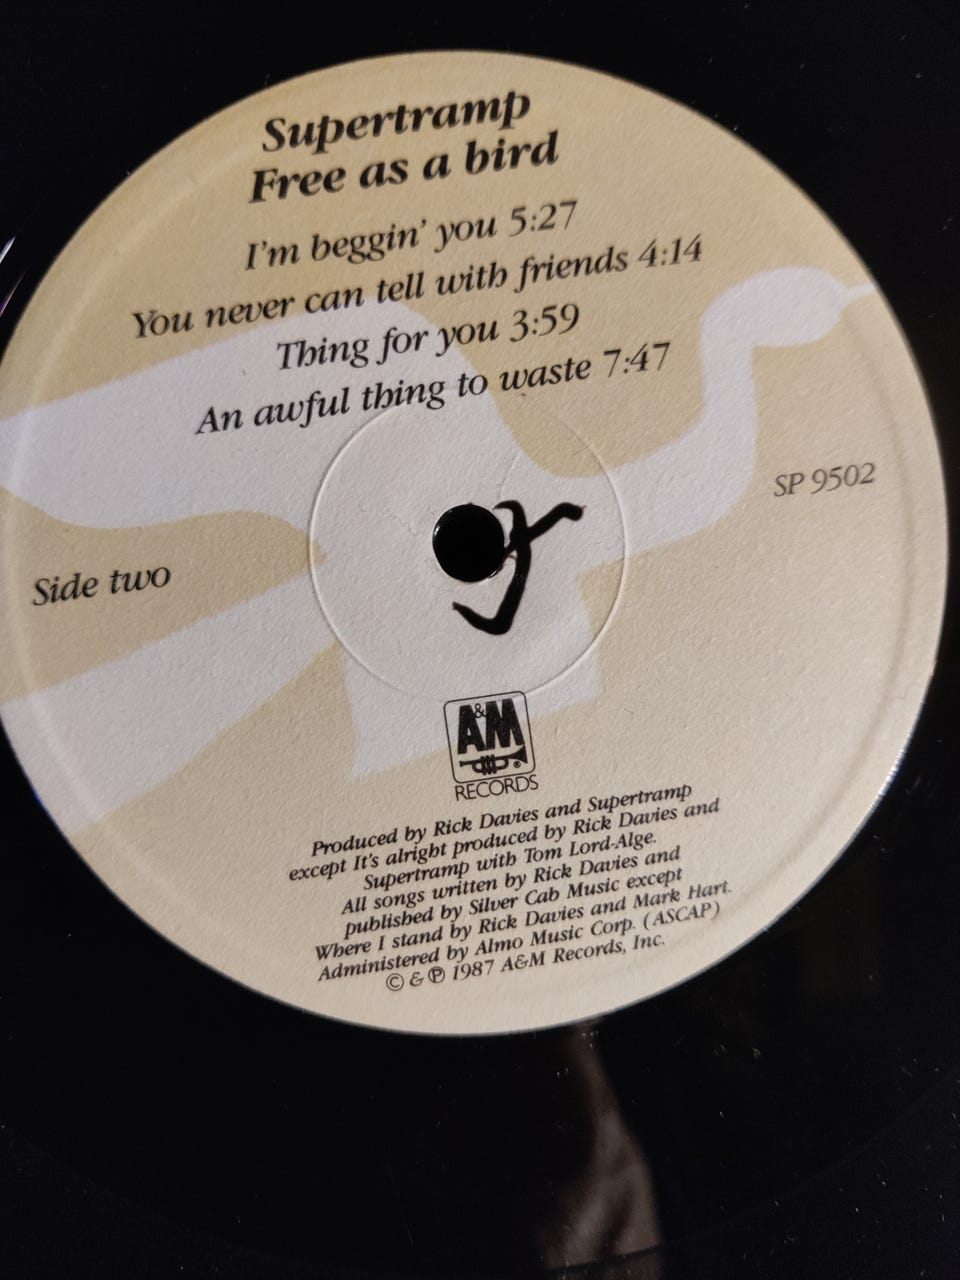 Supertramp
Free as a bird
I'm beggin' you 5:27
You never can tell with friends 4:14
Thing for you 3:59
An awful thing to waste 7:47
SP 9502
Side two
A&M
RECORDS
Produced by Rick Davies and Supertramp
except It's alright produced by Rick Davies and
Supertramp with Tom Lord-Alge.
All songs written by Rick Davies and
published by Silver Cab Music except
Where I stand by Rick Davies and Mark Hart.
Administered by Almo Music Corp. (ASCAP)
© & ℗ 1987 A&M Records, Inc.